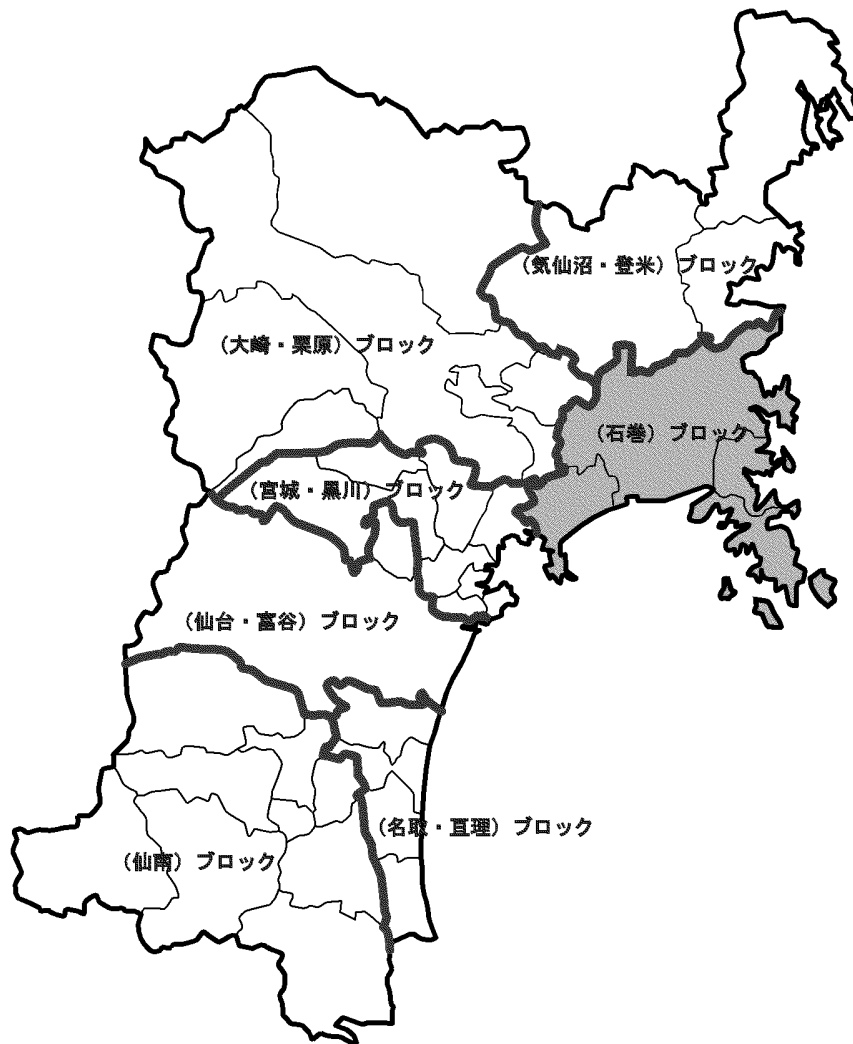 （気仙沼・登米）ブロック
（大崎・栗原）ブロック
（石巻）ブロック
（宮城・黒川）ブロック
（仙台・富谷）ブロック
（名取・亘理）ブロック
（仙南）ブロック